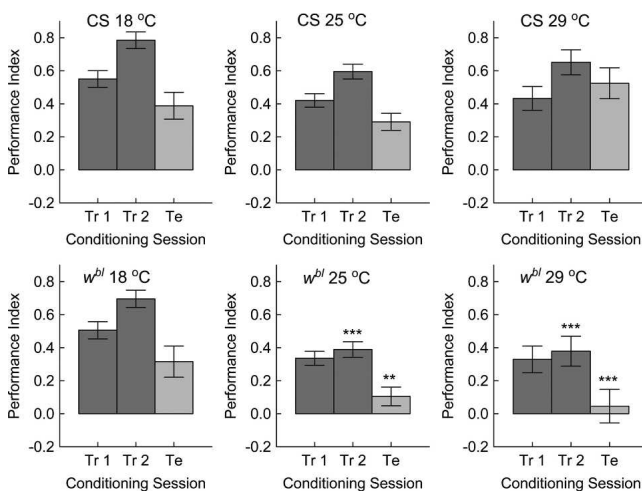 CS 18 °C
Performance Index
0.8
0.6
0.4
0.2
0.0
-0.2
Tr 1 Tr 2 Te
Conditioning Session
CS 25 °C
Performance Index
0.8
0.6
0.4
0.2
0.0
-0.2
Tr 1 Tr 2 Te
Conditioning Session
CS 29 °C
Performance Index
0.8
0.6
0.4
0.2
0.0
-0.2
Tr 1 Tr 2 Te
Conditioning Session
w^bl 18 °C
Performance Index
0.8
0.6
0.4
0.2
0.0
-0.2
Tr 1 Tr 2 Te
Conditioning Session
w^bl 25 °C
Performance Index
0.8
0.6
0.4
0.2
0.0
-0.2
***
**
Tr 1 Tr 2 Te
Conditioning Session
w^bl 29 °C
Performance Index
0.8
0.6
0.4
0.2
0.0
-0.2
***
***
Tr 1 Tr 2 Te
Conditioning Session